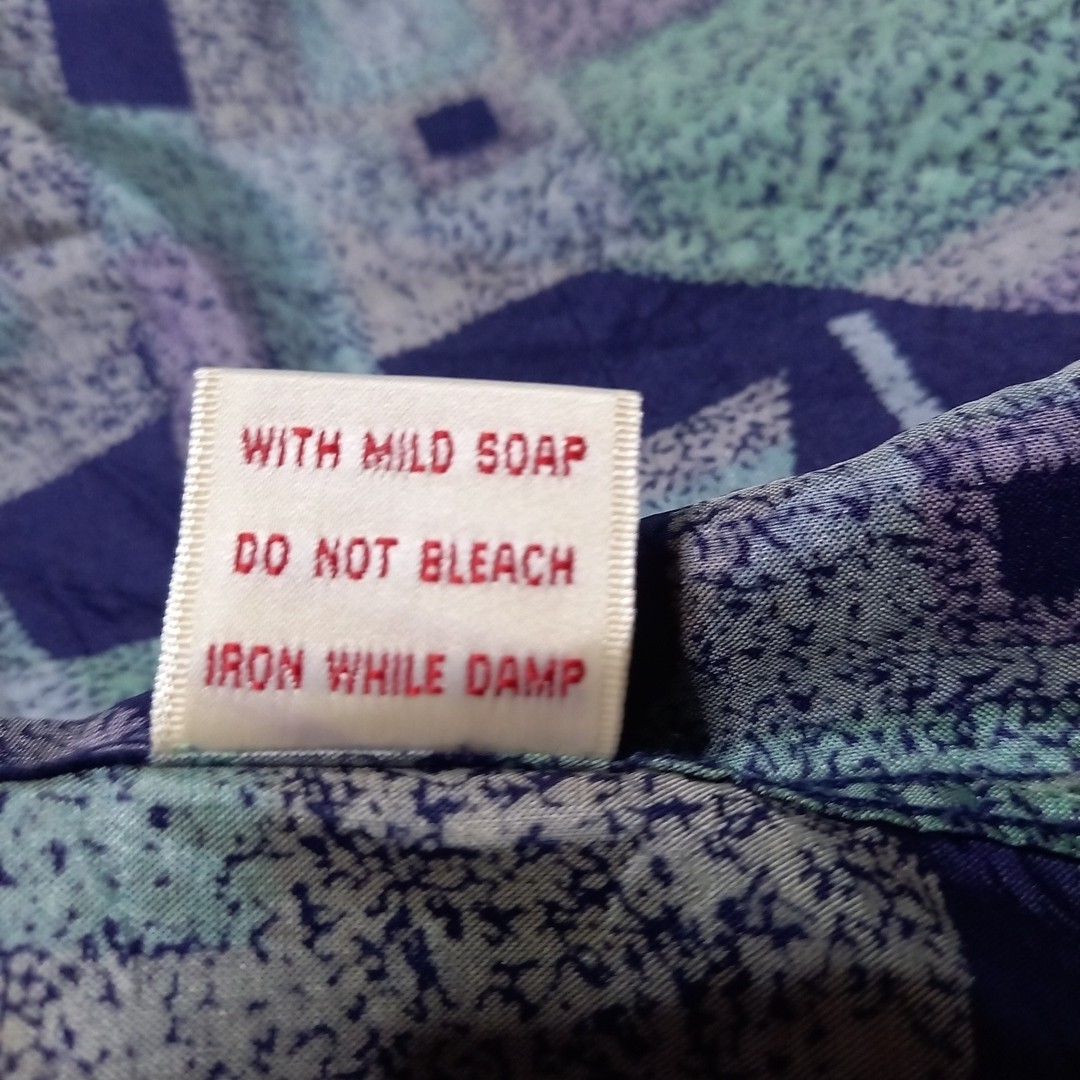 WITH MILD SOAP
DO NOT BLEACH
IRON WHILE DAMP